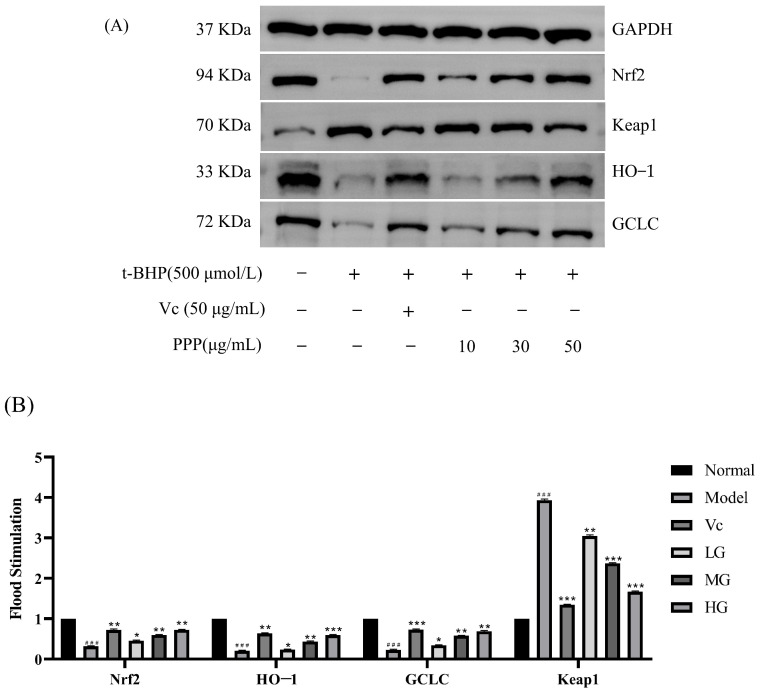 (A)
37 KDa GAPDH
94 KDa Nrf2
70 KDa Keap1
33 KDa HO−1
72 KDa GCLC
t-BHP(500 μmol/L) − + + + + +
Vc (50 μg/mL) − − + − − −
PPP(μg/mL) − − − 10 30 50
(B)
Flood Stimulation
5
4
3
2
1
0
### ** * ** **
### ** * ** ***
### *** * ** **
### *** ** *** ***
Nrf2 HO−1 GCLC Keap1
Normal
Model
Vc
LG
MG
HG